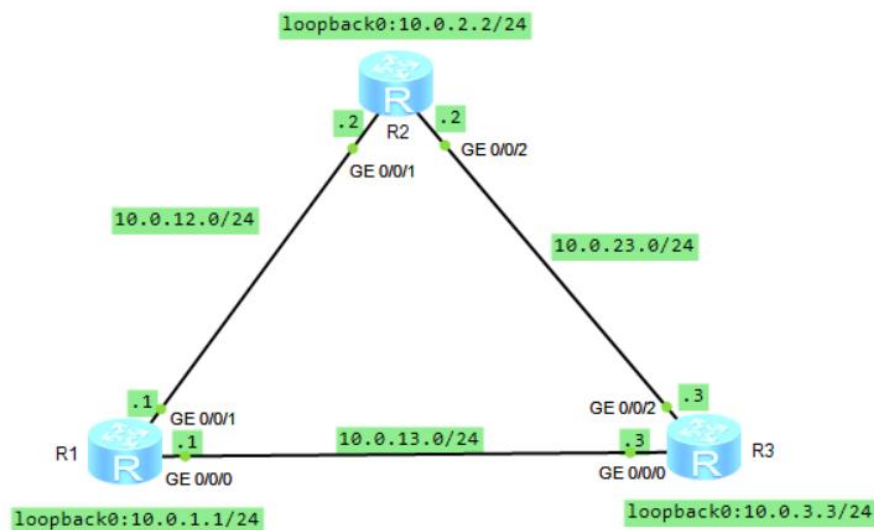 loopback0:10.0.2.2/24
R
.2
.2
R2
GE 0/0/2
GE 0/0/1
10.0.12.0/24
10.0.23.0/24
.1
GE 0/0/1
.1
R1
R
GE 0/0/0
10.0.13.0/24
GE 0/0/2
.3
.3
R
R3
GE 0/0/0
loopback0:10.0.1.1/24
loopback0:10.0.3.3/24